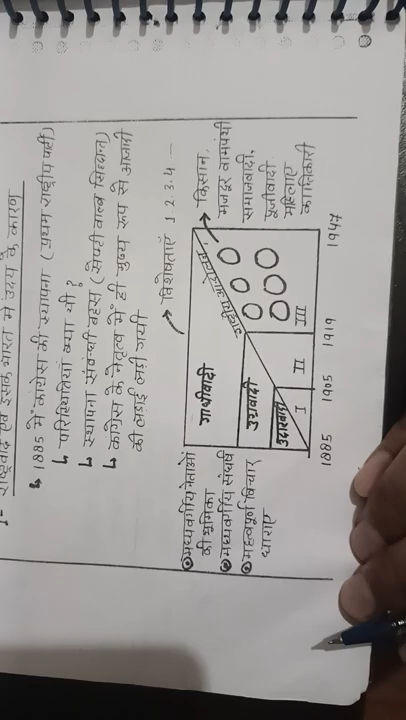 राष्ट्रवाद एवं इसके भारत में उदय के कारण
↳ 1885 में कांग्रेस की स्थापना (प्रथम राष्ट्रीय पार्टी)
↳ परिस्थितियां क्या थी?
↳ स्थापना संबंधी बहस (सेफ्टी वाल्व सिद्धान्त)
↳ कांग्रेस के नेतृत्व में ही मुख्य रूप से आजादी
की लड़ाई लड़ी गयी
विशेषताएँ 1 2 3 4 —
मध्यवर्गीय नेताओं
की भूमिका
मध्यवर्गीय संघर्ष
महत्वपूर्ण विचार
धाराएं
गाँधीवादी
उग्रवादी
उदारवादी
राष्ट्रीय आंदोलन
I
II
III
1885
1905
1919
1947
किसान,
मजदूर वामपंथी
समाजवादी,
पूंजीवादी
महिलाएं
क्रान्तिकारी